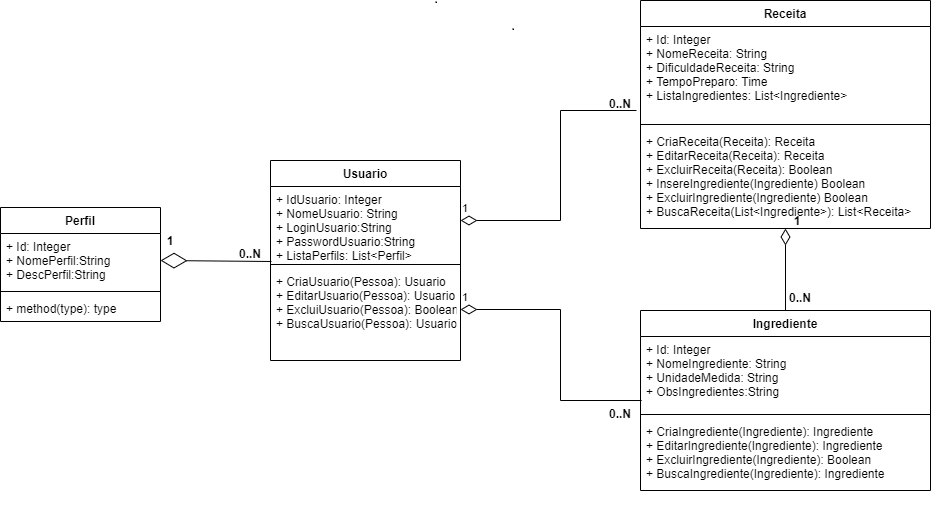 Perfil
+ Id: Integer
+ NomePerfil:String
+ DescPerfil:String
+ method(type): type
1
0..N
Usuario
+ IdUsuario: Integer
+ NomeUsuario: String
+ LoginUsuario:String
+ PasswordUsuario:String
+ ListaPerfils: List<Perfil>
+ CriaUsuario(Pessoa): Usuario
+ EditarUsuario(Pessoa): Usuario
+ ExcluiUsuario(Pessoa): Boolean
+ BuscaUsuario(Pessoa): Usuario
1
0..N
1
0..N
Receita
+ Id: Integer
+ NomeReceita: String
+ DificuldadeReceita: String
+ TempoPreparo: Time
+ ListaIngredientes: List<Ingrediente>
+ CriaReceita(Receita): Receita
+ EditarReceita(Receita): Receita
+ ExcluirReceita(Receita): Boolean
+ InsereIngrediente(Ingrediente) Boolean
+ ExcluirIngrediente(Ingrediente) Boolean
+ BuscaReceita(List<Ingrediente>): List<Receita>
1
0..N
Ingrediente
+ Id: Integer
+ NomeIngrediente: String
+ UnidadeMedida: String
+ ObsIngredientes:String
+ CriaIngrediente(Ingrediente): Ingrediente
+ EditarIngrediente(Ingrediente): Ingrediente
+ ExcluirIngrediente(Ingrediente): Boolean
+ BuscaIngrediente(Ingrediente): Ingrediente